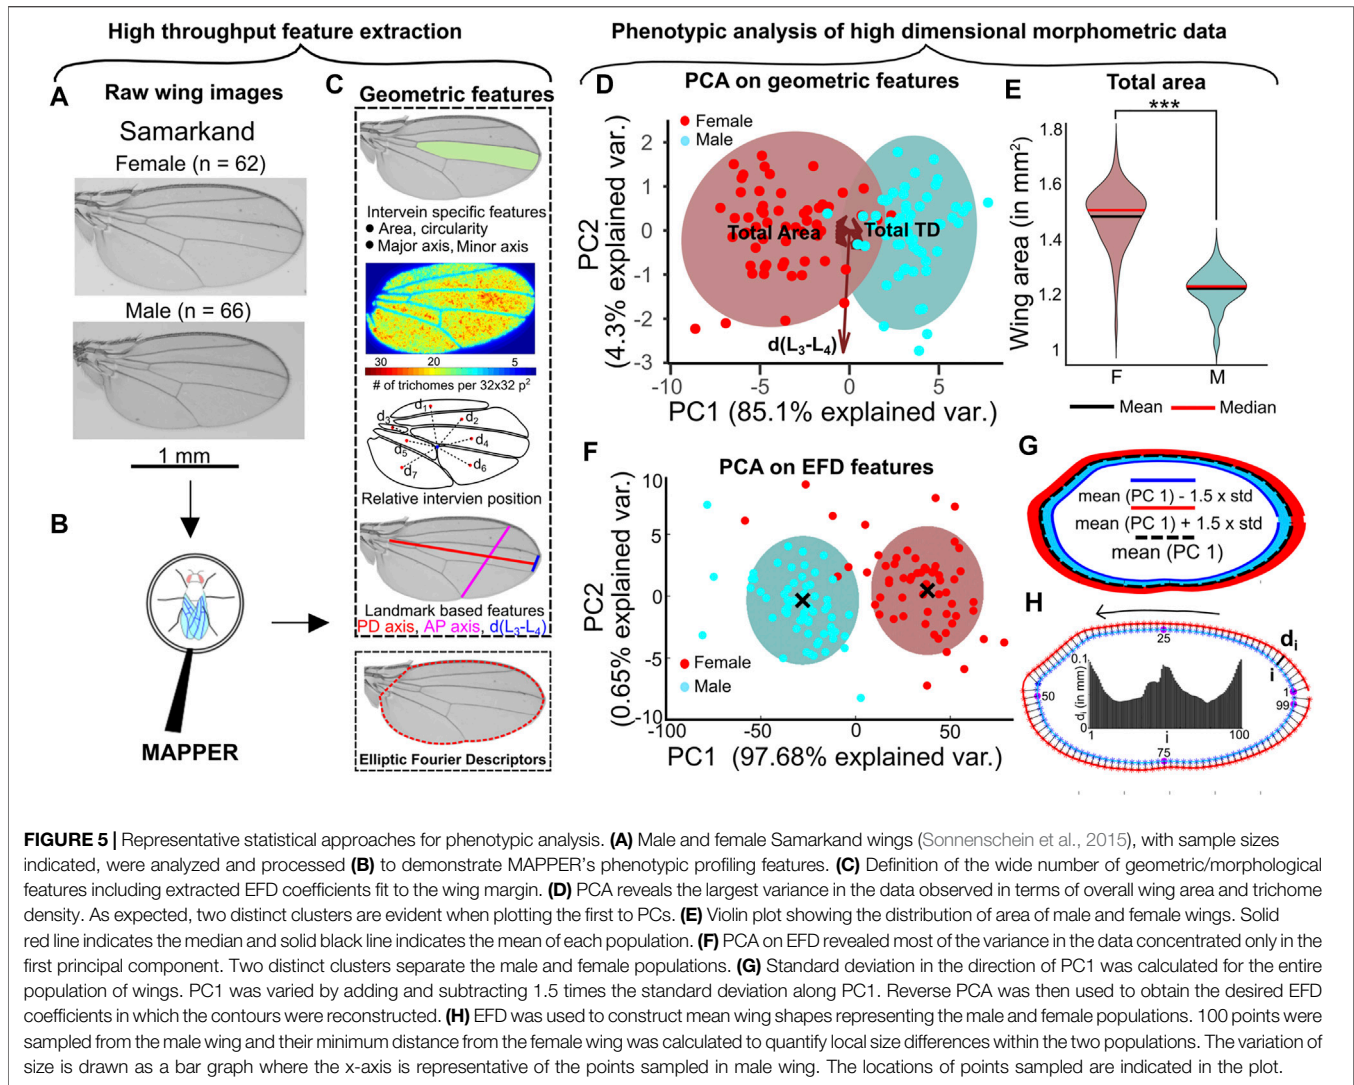 High throughput feature extraction
Phenotypic analysis of high dimensional morphometric data
A
Raw wing images
Samarkand
Female (n = 62)
Male (n = 66)
1 mm
B
MAPPER
C
Geometric features
Intervein specific features
● Area, circularity
● Major axis, Minor axis
30 20 5
# of trichomes per 32x32 p²
d1
d2
d3
d4
d5
d6
d7
Relative intervien position
Landmark based features
PD axis, AP axis, d(L3-L4)
Elliptic Fourier Descriptors
D
PCA on geometric features
Female
Male
PC2
(4.3% explained var.)
2
1
0
-1
-2
-3
Total Area
Total TD
d(L3-L4)
-10 -5 0 5
PC1 (85.1% explained var.)
E
Total area
***
Wing area (in mm²)
1.8
1.6
1.4
1.2
1
F M
Mean Median
F
PCA on EFD features
PC2
(0.65% explained var.)
10
5
0
-5
-10
Female
Male
-100 -50 0 50
PC1 (97.68% explained var.)
G
mean (PC 1) - 1.5 x std
mean (PC 1) + 1.5 x std
mean (PC 1)
H
25
di
i
0.1
di (in mm)
50
1
99
1 i 100
75
FIGURE 5 | Representative statistical approaches for phenotypic analysis. (A) Male and female Samarkand wings (Sonnenschein et al., 2015), with sample sizes
indicated, were analyzed and processed (B) to demonstrate MAPPER's phenotypic profiling features. (C) Definition of the wide number of geometric/morphological
features including extracted EFD coefficients fit to the wing margin. (D) PCA reveals the largest variance in the data observed in terms of overall wing area and trichome
density. As expected, two distinct clusters are evident when plotting the first to PCs. (E) Violin plot showing the distribution of area of male and female wings. Solid
red line indicates the median and solid black line indicates the mean of each population. (F) PCA on EFD revealed most of the variance in the data concentrated only in the
first principal component. Two distinct clusters separate the male and female populations. (G) Standard deviation in the direction of PC1 was calculated for the entire
population of wings. PC1 was varied by adding and subtracting 1.5 times the standard deviation along PC1. Reverse PCA was then used to obtain the desired EFD
coefficients in which the contours were reconstructed. (H) EFD was used to construct mean wing shapes representing the male and female populations. 100 points were
sampled from the male wing and their minimum distance from the female wing was calculated to quantify local size differences within the two populations. The variation of
size is drawn as a bar graph where the x-axis is representative of the points sampled in male wing. The locations of points sampled are indicated in the plot.